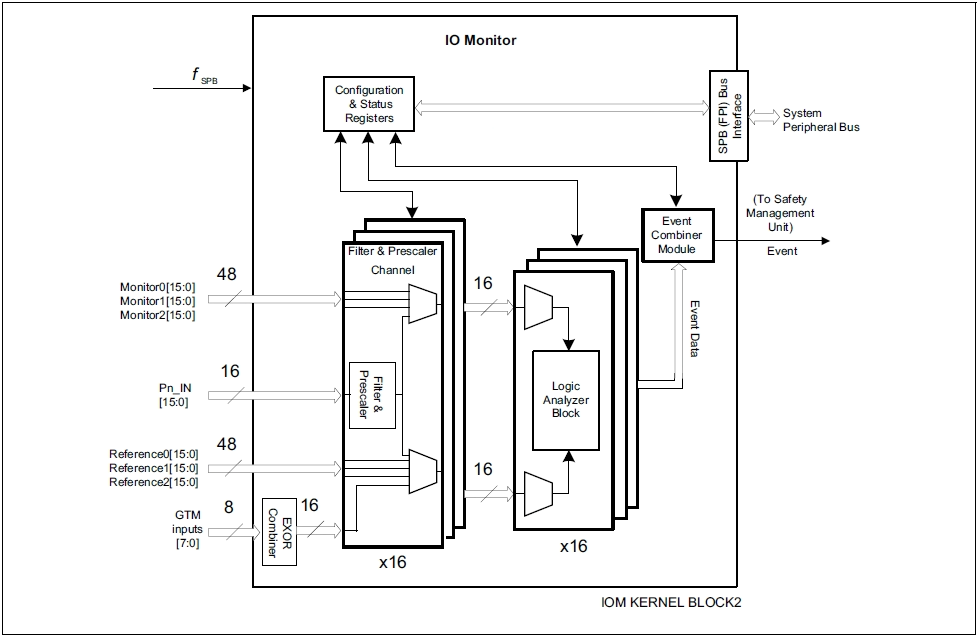 IO Monitor
f SPB
Configuration
& Status
Registers
SPB (FPI) Bus
Interface
System
Peripheral Bus
(To Safety
Management
Unit)
Event
Event
Combiner
Module
Filter & Prescaler
Channel
48
Monitor0[15:0]
Monitor1[15:0]
Monitor2[15:0]
16
Event Data
16
Pn_IN
[15:0]
Filter &
Prescaler
Logic
Analyzer
Block
48
Reference0[15:0]
Reference1[15:0]
Reference2[15:0]
16
8
GTM
inputs
[7:0]
EXOR
Combiner
16
x16
x16
IOM KERNEL BLOCK2